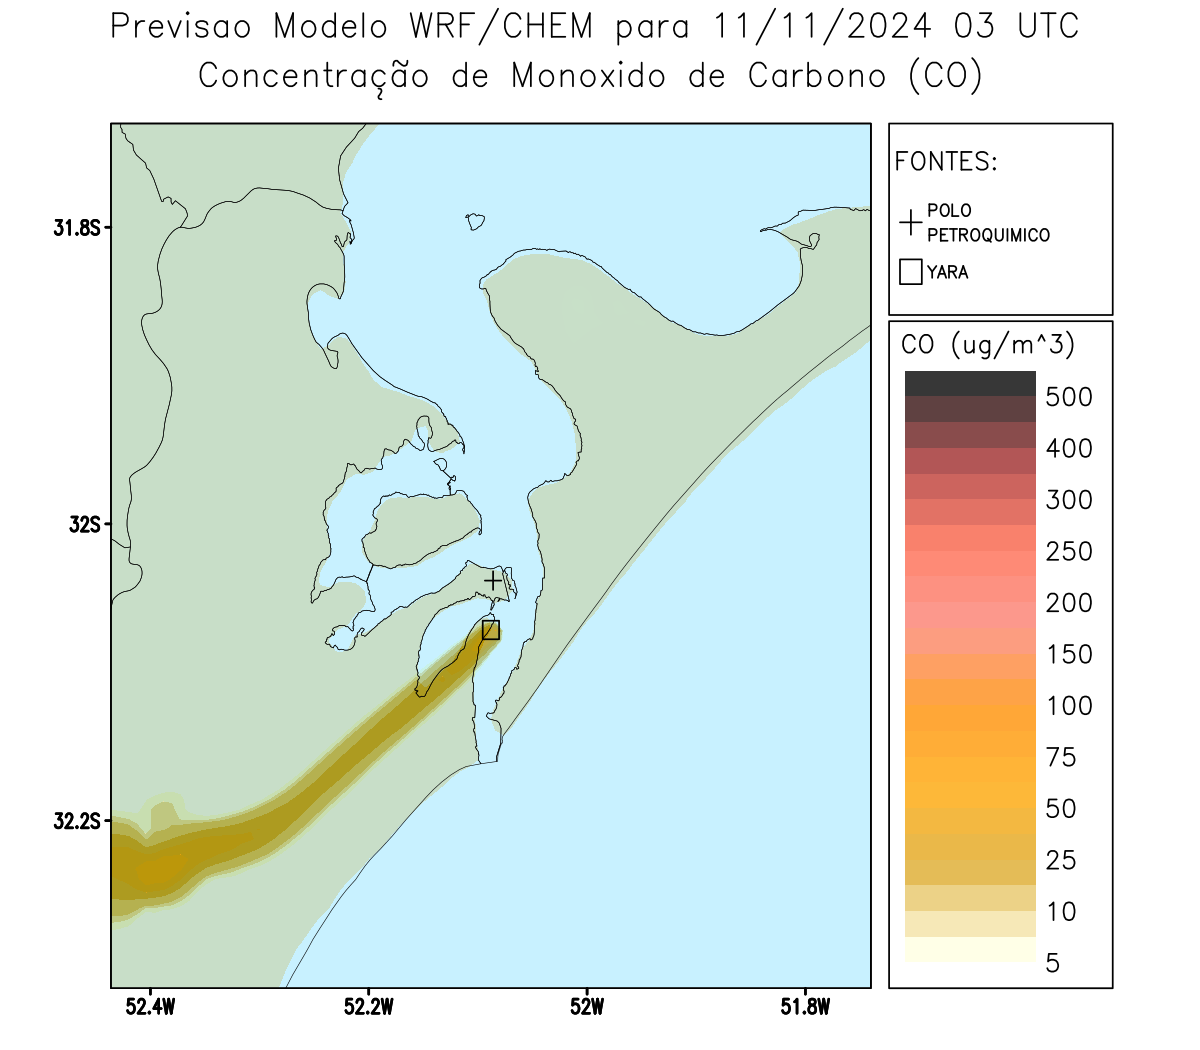 Previsao Modelo WRF/CHEM para 11/11/2024 03 UTC
Concentração de Monoxido de Carbono (CO)
FONTES:
POLO
PETROQUIMICO
YARA
CO (ug/m^3)
500
400
300
250
200
150
100
75
50
25
10
5
31.8S
32S
32.2S
52.4W
52.2W
52W
51.8W